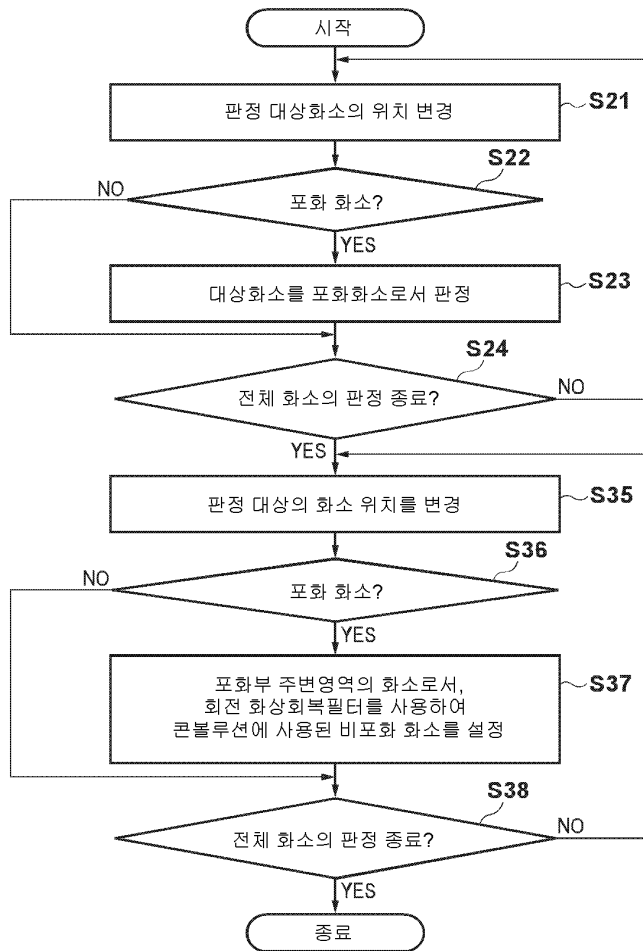 시작
판정 대상화소의 위치 변경
S21
S22
NO
포화 화소?
YES
대상화소를 포화화소로서 판정
S23
S24
전체 화소의 판정 종료?
NO
YES
판정 대상의 화소 위치를 변경
S35
S36
NO
포화 화소?
YES
포화부 주변영역의 화소로서,
회전 화상회복필터를 사용하여
콘볼루션에 사용된 비포화 화소를 설정
S37
S38
전체 화소의 판정 종료?
NO
YES
종료